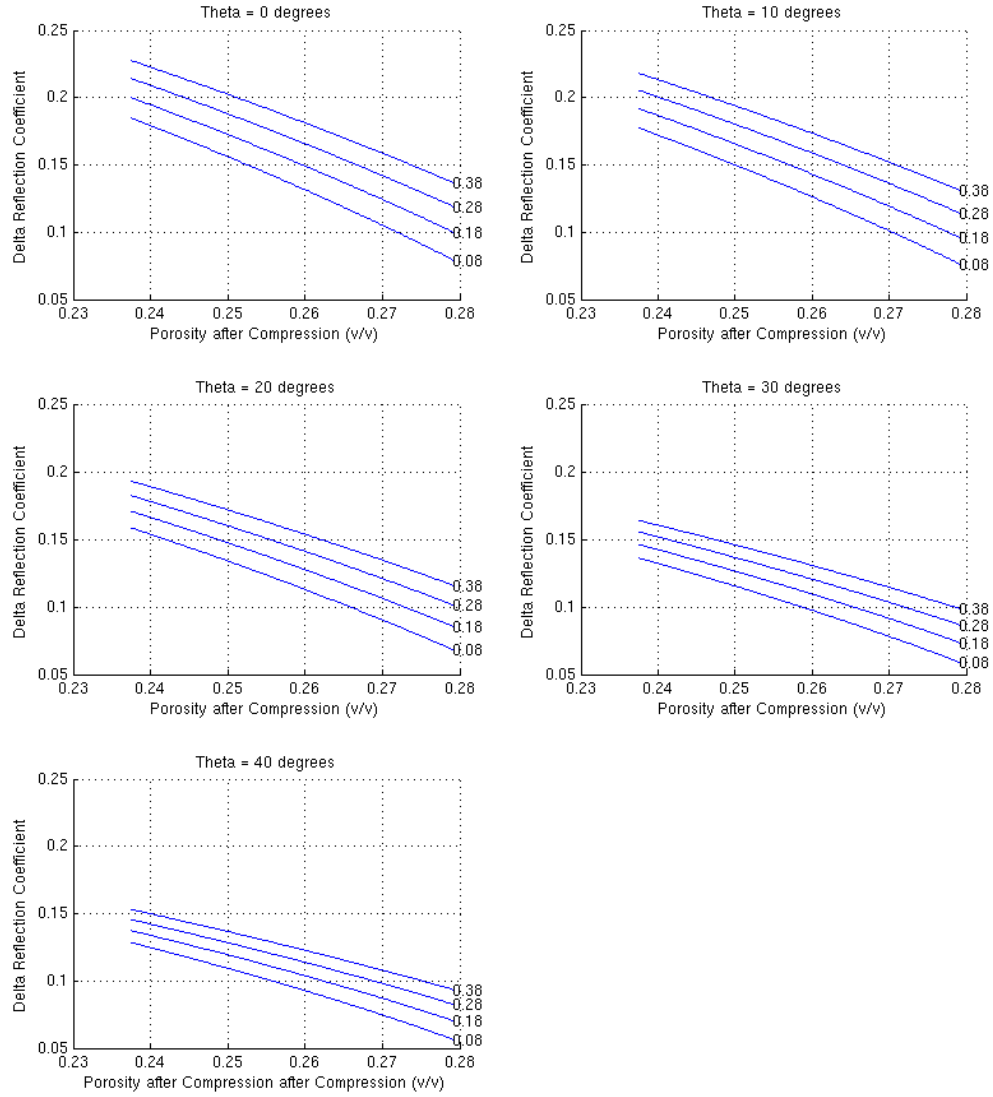 Theta = 0 degrees
0.25
0.2
0.15
0.1
0.05
Delta Reflection Coefficient
0.38
0.28
0.18
0.08
0.23 0.24 0.25 0.26 0.27 0.28
Porosity after Compression (v/v)
Theta = 10 degrees
0.25
0.2
0.15
0.1
0.05
Delta Reflection Coefficient
0.38
0.28
0.18
0.08
0.23 0.24 0.25 0.26 0.27 0.28
Porosity after Compression (v/v)
Theta = 20 degrees
0.25
0.2
0.15
0.1
0.05
Delta Reflection Coefficient
0.38
0.28
0.18
0.08
0.23 0.24 0.25 0.26 0.27 0.28
Porosity after Compression (v/v)
Theta = 30 degrees
0.25
0.2
0.15
0.1
0.05
Delta Reflection Coefficient
0.38
0.28
0.18
0.08
0.23 0.24 0.25 0.26 0.27 0.28
Porosity after Compression (v/v)
Theta = 40 degrees
0.25
0.2
0.15
0.1
0.05
Delta Reflection Coefficient
0.38
0.28
0.18
0.08
0.23 0.24 0.25 0.26 0.27 0.28
Porosity after Compression after Compression (v/v)